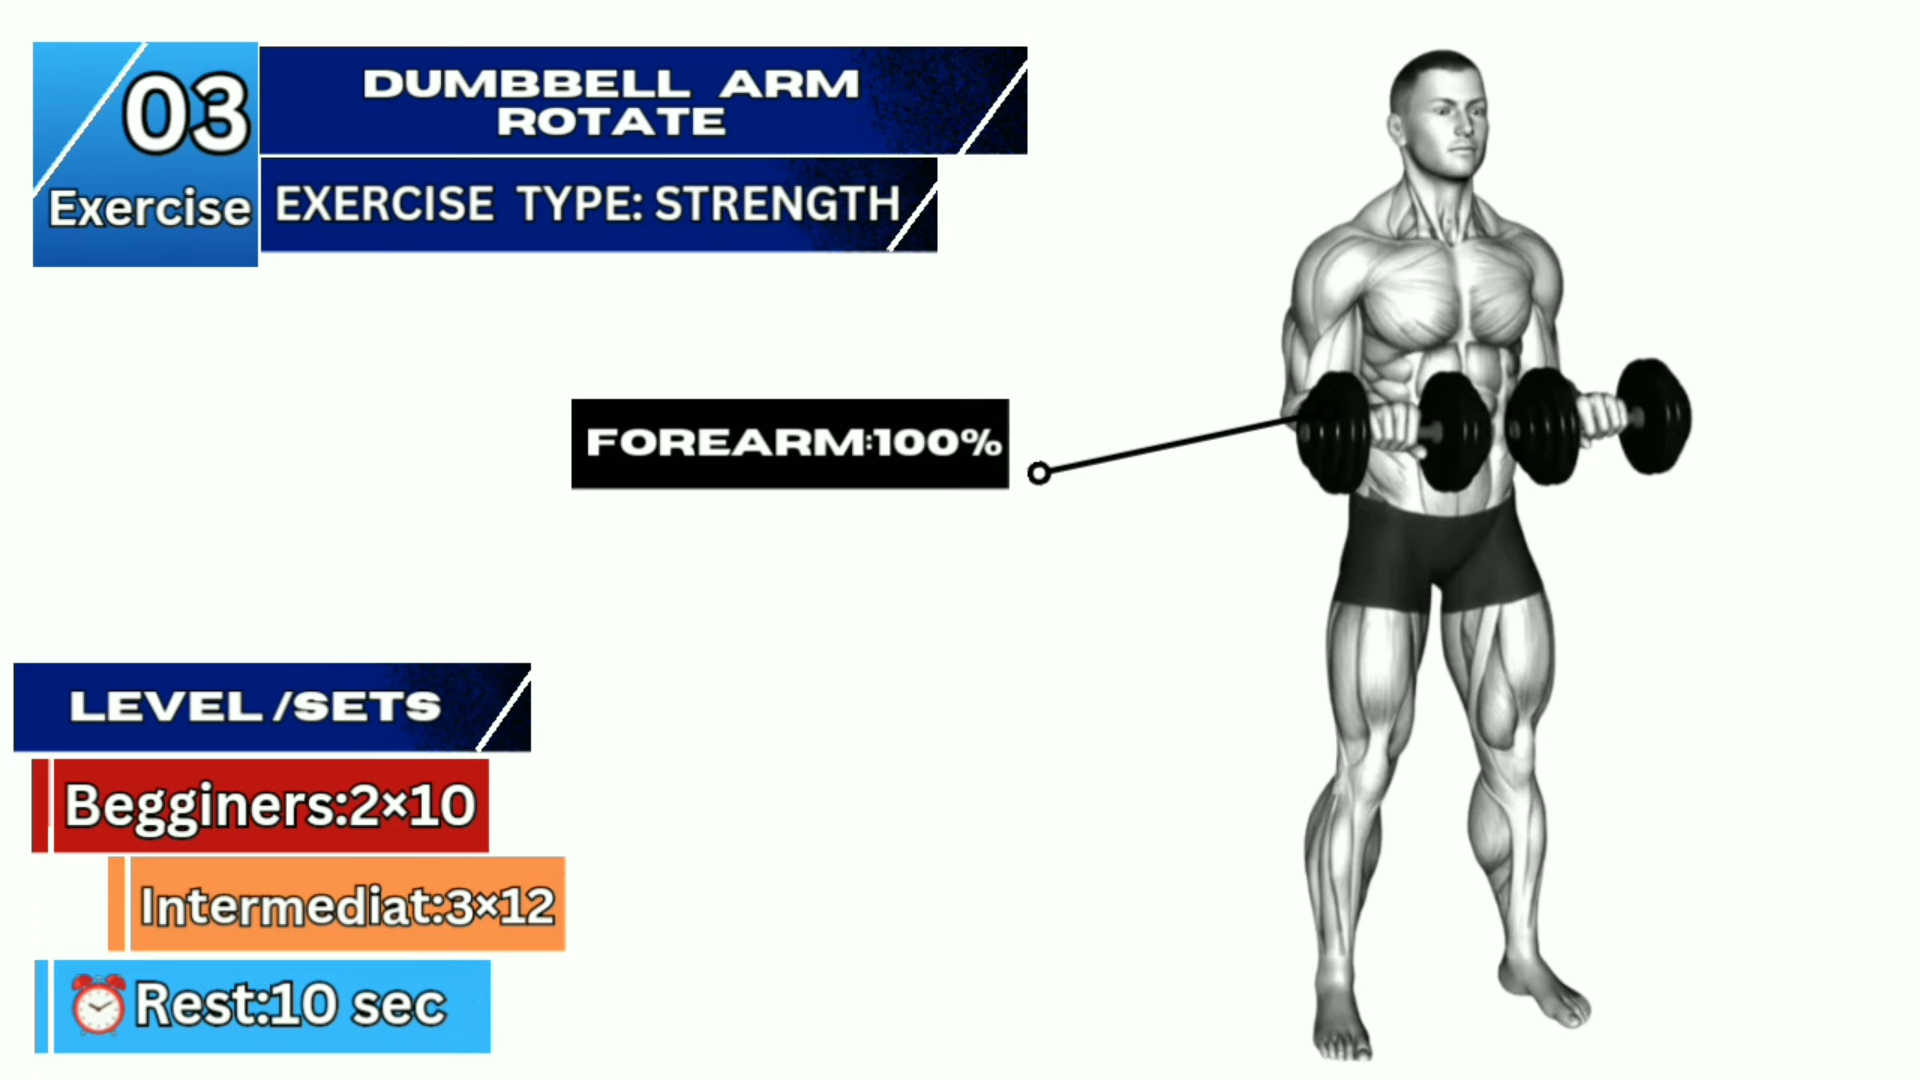 03
Exercise
DUMBBELL ARM
ROTATE
EXERCISE TYPE: STRENGTH
FOREARM:100%
LEVEL /SETS
Begginers:2×10
Intermediat:3×12
Rest:10 sec